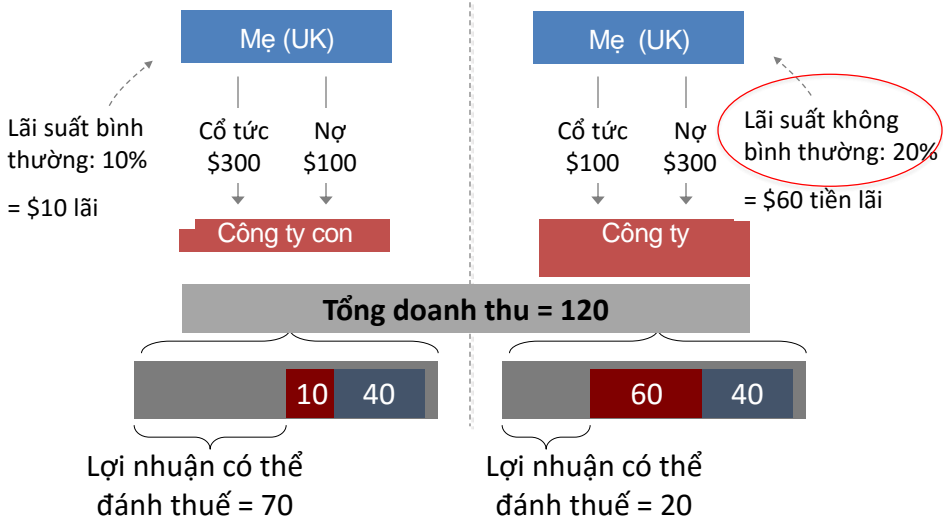 Mẹ (UK)
Lãi suất bình
thường: 10%
= $10 lãi
Cổ tức
$300
Nợ
$100
Công ty con
Mẹ (UK)
Cổ tức
$100
Nợ
$300
Lãi suất không
bình thường: 20%
= $60 tiền lãi
Công ty
Tổng doanh thu = 120
10
40
60
40
Lợi nhuận có thể
đánh thuế = 70
Lợi nhuận có thể
đánh thuế = 20